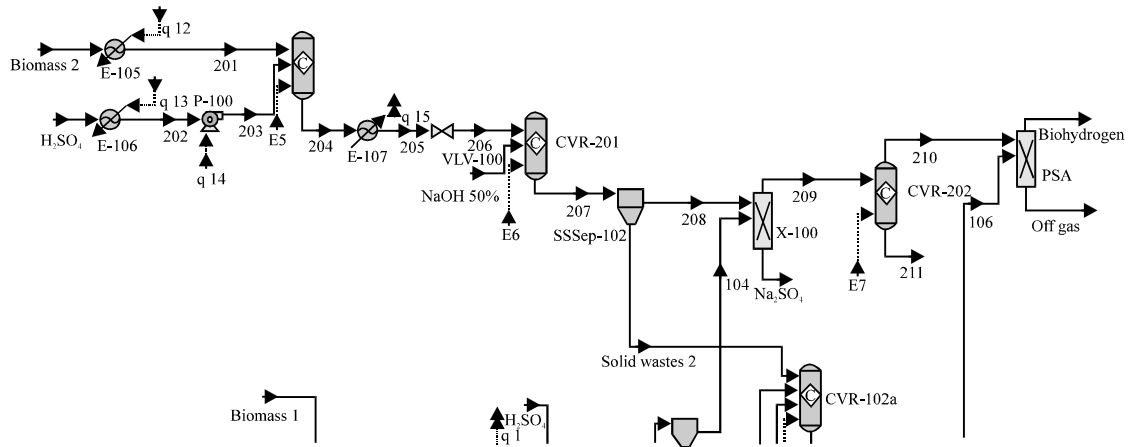 q 12
Biomass 2
E-105
201
C
q 13
P-100
H₂SO₄
E-106
202
203
E5
q 14
204
E-107
q 15
205
VLV-100
206
NaOH 50%
C
CVR-201
E6
207
SSSep-102
208
X-100
104
Na₂SO₄
209
C
CVR-202
E7
210
211
106
Biohydrogen
PSA
Off gas
Solid wastes 2
C
CVR-102a
Biomass 1
H₂SO₄
q 1